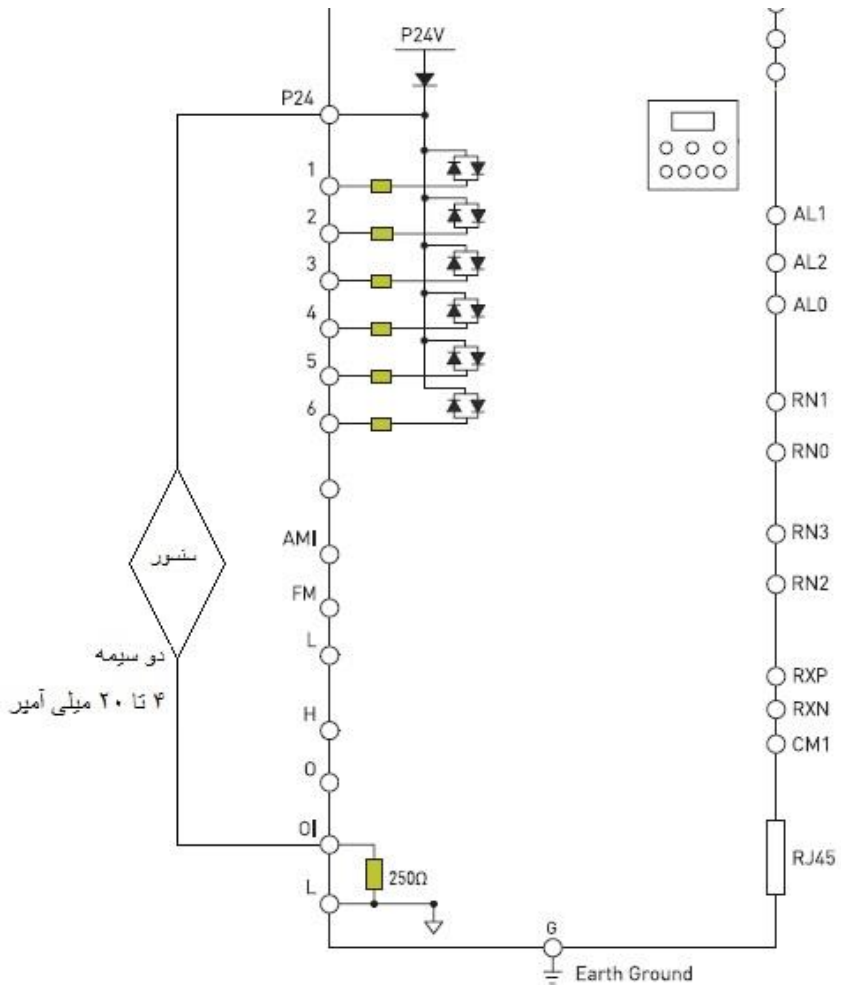 P24V
P24
1
2
3
4
5
6
AMI
FM
L
H
O
OI
L
250Ω
سنسور
دو سیمه
۴ تا ۲۰ میلی آمپر
AL1
AL2
AL0
RN1
RN0
RN3
RN2
RXP
RXN
CM1
RJ45
G
Earth Ground